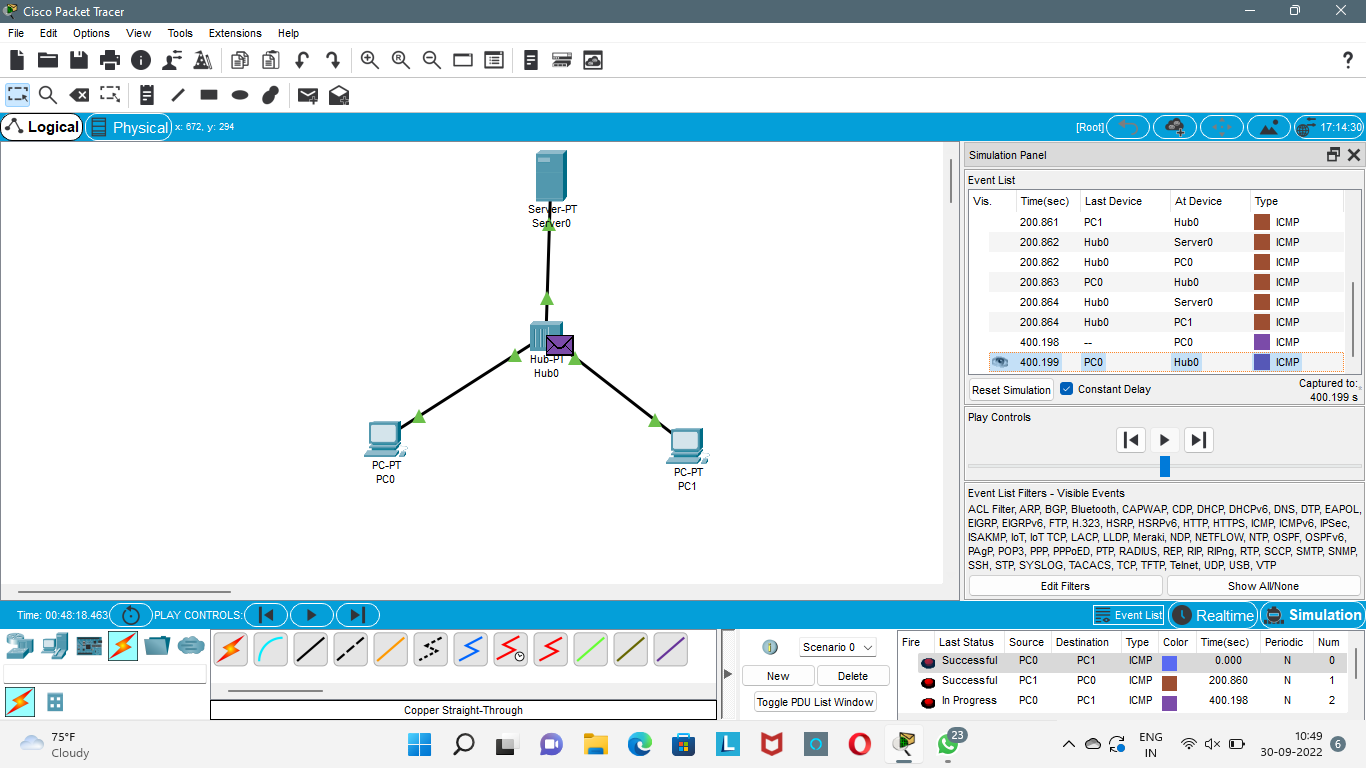 Cisco Packet Tracer
File Edit Options View Tools Extensions Help
?
Logical Physical x: 672, y: 294 [Root] 17:14:30
Server-PT
Server0
Hub-PT
Hub0
PC-PT
PC0
PC-PT
PC1
Simulation Panel
Event List
Vis. Time(sec) Last Device At Device Type
200.861 PC1 Hub0 ICMP
200.862 Hub0 Server0 ICMP
200.862 Hub0 PC0 ICMP
200.863 PC0 Hub0 ICMP
200.864 Hub0 Server0 ICMP
200.864 Hub0 PC1 ICMP
400.198 -- PC0 ICMP
400.199 PC0 Hub0 ICMP
Reset Simulation Constant Delay Captured to:
400.199 s
Play Controls
Event List Filters - Visible Events
ACL Filter, ARP, BGP, Bluetooth, CAPWAP, CDP, DHCP, DHCPv6, DNS, DTP, EAPOL,
EIGRP, EIGRPv6, FTP, H.323, HSRP, HSRPv6, HTTP, HTTPS, ICMP, ICMPv6, IPSec,
ISAKMP, IoT, IoT TCP, LACP, LLDP, Meraki, NDP, NETFLOW, NTP, OSPF, OSPFv6,
PAgP, POP3, PPP, PPPoED, PTP, RADIUS, REP, RIP, RIPng, RTP, SCCP, SMTP, SNMP,
SSH, STP, SYSLOG, TACACS, TCP, TFTP, Telnet, UDP, USB, VTP
Edit Filters Show All/None
Time: 00:48:18.463 PLAY CONTROLS: Event List Realtime Simulation
Copper Straight-Through
Scenario 0
New Delete
Toggle PDU List Window
Fire Last Status Source Destination Type Color Time(sec) Periodic Num
Successful PC0 PC1 ICMP 0.000 N 0
Successful PC1 PC0 ICMP 200.860 N 1
In Progress PC0 PC1 ICMP 400.198 N 2
75°F
Cloudy
L
23
ENG
IN
10:49
30-09-2022
6